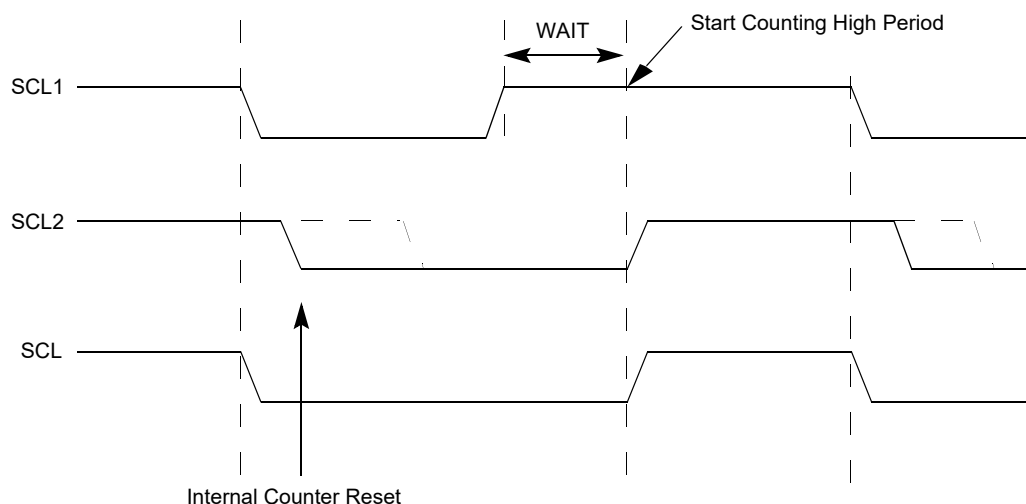 Start Counting High Period
WAIT
SCL1
SCL2
SCL
Internal Counter Reset